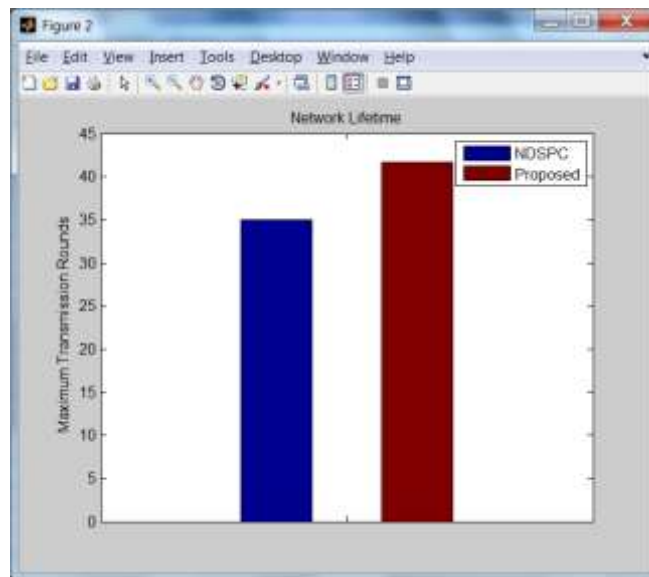 Figure 2
File Edit View Insert Tools Desktop Window Help
Network Lifetime
NDSPC
Proposed
Maximum Transmission Rounds
45
40
35
30
25
20
15
10
5
0